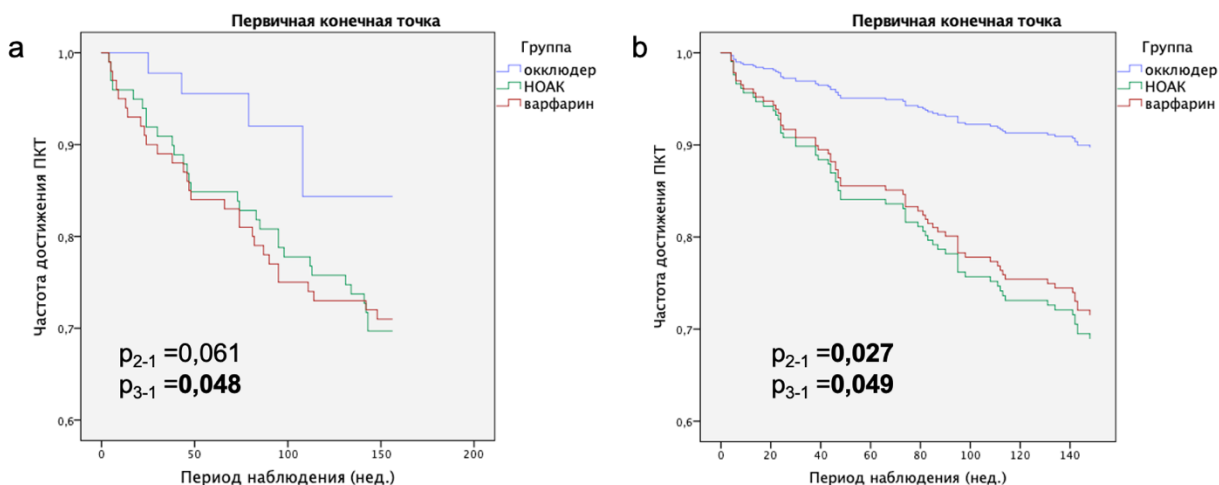 a
Первичная конечная точка
Группа
окклюдер
НОАК
варфарин
Частота достижения ПКТ
1,0
0,9
0,8
0,7
0,6
p2-1 =0,061
p3-1 =0,048
0
50
100
150
200
Период наблюдения (нед.)
b
Первичная конечная точка
Группа
окклюдер
НОАК
варфарин
Частота достижения ПКТ
1,0
0,9
0,8
0,7
0,6
p2-1 =0,027
p3-1 =0,049
0
20
40
60
80
100
120
140
Период наблюдения (нед.)